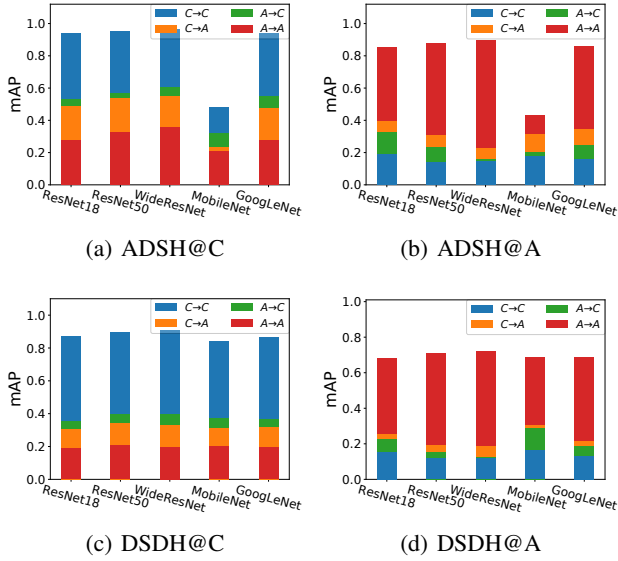 C→C A→C
C→A A→A
mAP
1.0
0.8
0.6
0.4
0.2
0.0
ResNet18 ResNet50 WideResNet MobileNet GoogLeNet
(a) ADSH@C
C→C A→C
C→A A→A
mAP
1.0
0.8
0.6
0.4
0.2
0.0
ResNet18 ResNet50 WideResNet MobileNet GoogLeNet
(b) ADSH@A
C→C A→C
C→A A→A
mAP
1.0
0.8
0.6
0.4
0.2
0.0
ResNet18 ResNet50 WideResNet MobileNet GoogLeNet
(c) DSDH@C
C→C A→C
C→A A→A
mAP
1.0
0.8
0.6
0.4
0.2
0.0
ResNet18 ResNet50 WideResNet MobileNet GoogLeNet
(d) DSDH@A